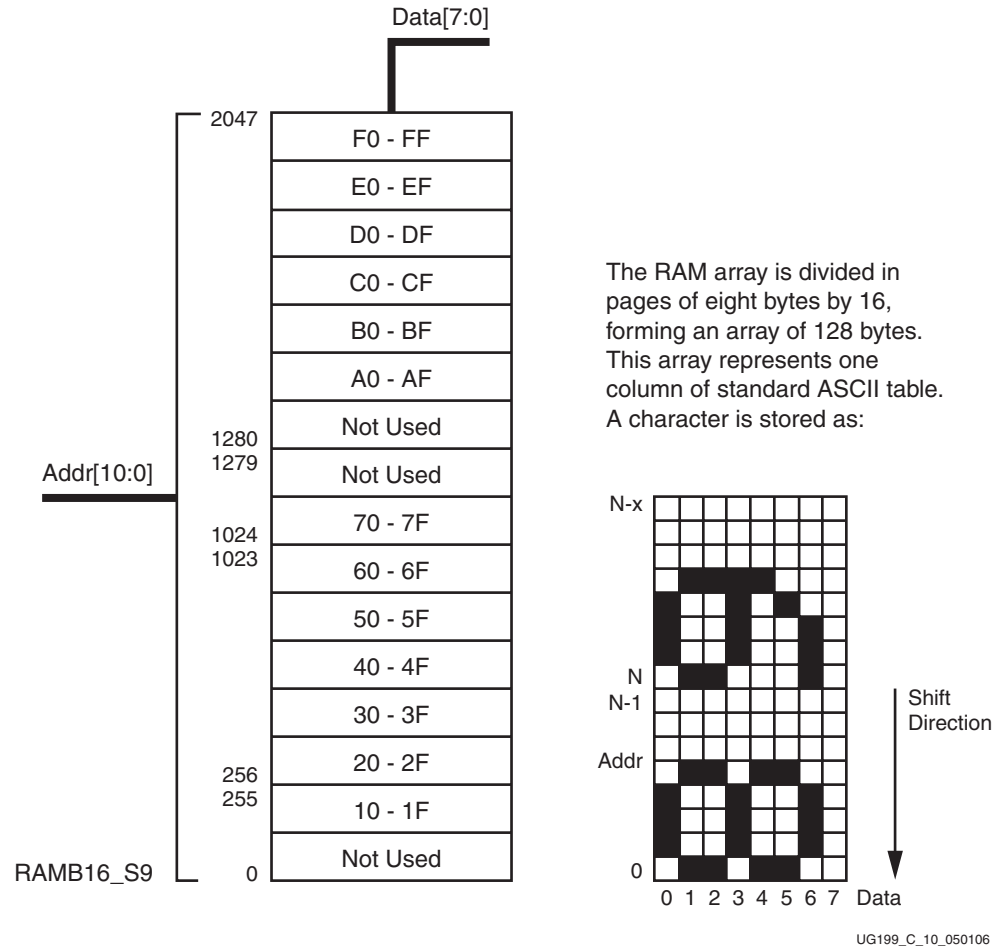 Data[7:0]
2047
F0 - FF
E0 - EF
D0 - DF
C0 - CF
B0 - BF
A0 - AF
Not Used
1280
1279
Not Used
Addr[10:0]
70 - 7F
1024
1023
60 - 6F
50 - 5F
40 - 4F
30 - 3F
20 - 2F
256
255
10 - 1F
Not Used
RAMB16_S9
0
The RAM array is divided in
pages of eight bytes by 16,
forming an array of 128 bytes.
This array represents one
column of standard ASCII table.
A character is stored as:
N-x
N
N-1
Addr
0
Shift
Direction
0 1 2 3 4 5 6 7 Data
UG199_C_10_050106